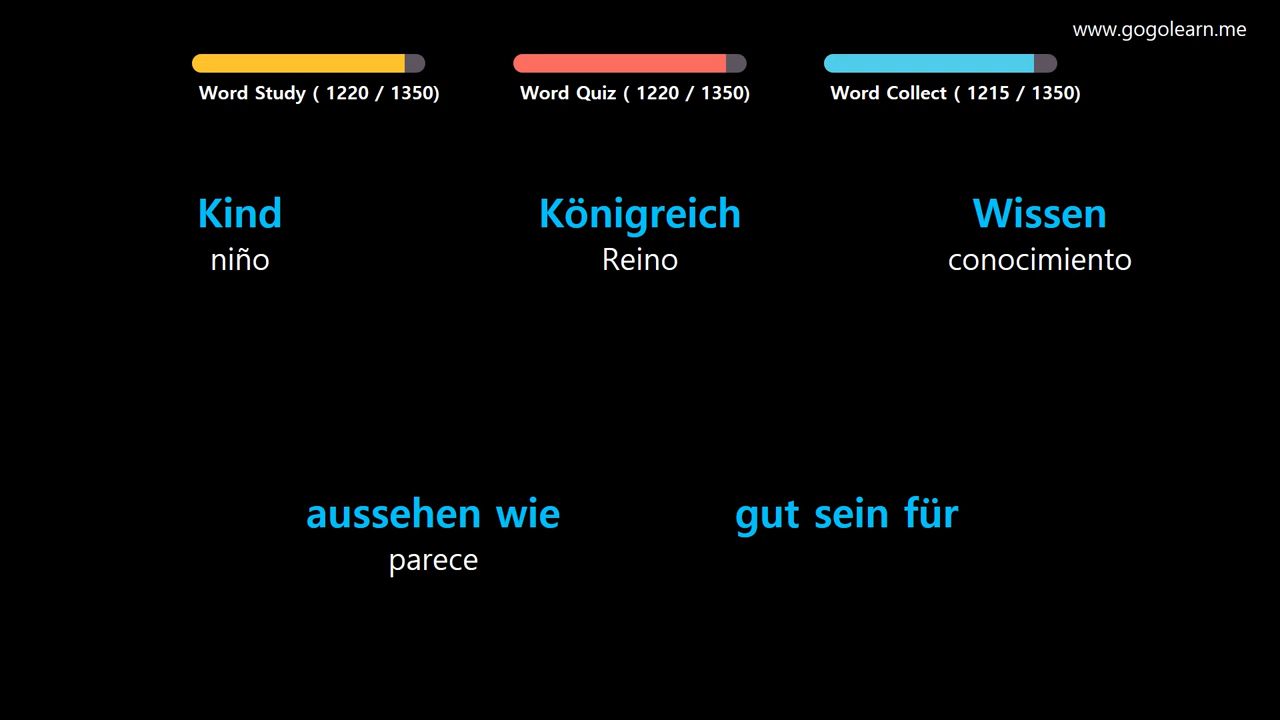 www.gogolearn.me
Word Study ( 1220 / 1350)
Word Quiz ( 1220 / 1350)
Word Collect ( 1215 / 1350)
Kind
niño
Königreich
Reino
Wissen
conocimiento
aussehen wie
parece
gut sein für